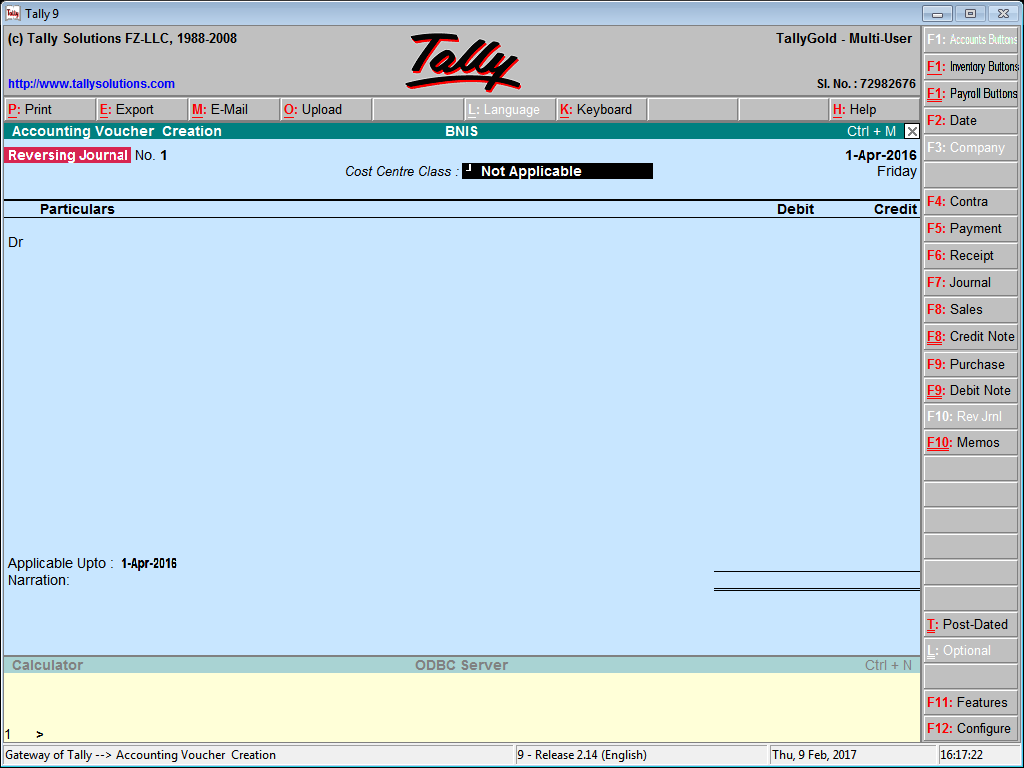 Tally 9
(c) Tally Solutions FZ-LLC, 1988-2008
Tally
TallyGold - Multi-User
http://www.tallysolutions.com
Sl. No. : 72982676
P: Print E: Export M: E-Mail O: Upload L: Language K: Keyboard H: Help
Accounting Voucher Creation BNIS Ctrl + M
Reversing Journal No. 1 1-Apr-2016
Cost Centre Class : Not Applicable Friday
Particulars Debit Credit
Dr
Applicable Upto : 1-Apr-2016
Narration:
Calculator ODBC Server Ctrl + N
1 >
F1: Accounts Buttons
F1: Inventory Buttons
F1: Payroll Buttons
F2: Date
F3: Company
F4: Contra
F5: Payment
F6: Receipt
F7: Journal
F8: Sales
F8: Credit Note
F9: Purchase
F9: Debit Note
F10: Rev Jrnl
F10: Memos
T: Post-Dated
L: Optional
F11: Features
F12: Configure
Gateway of Tally --> Accounting Voucher Creation 9 - Release 2.14 (English) Thu, 9 Feb, 2017 16:17:22